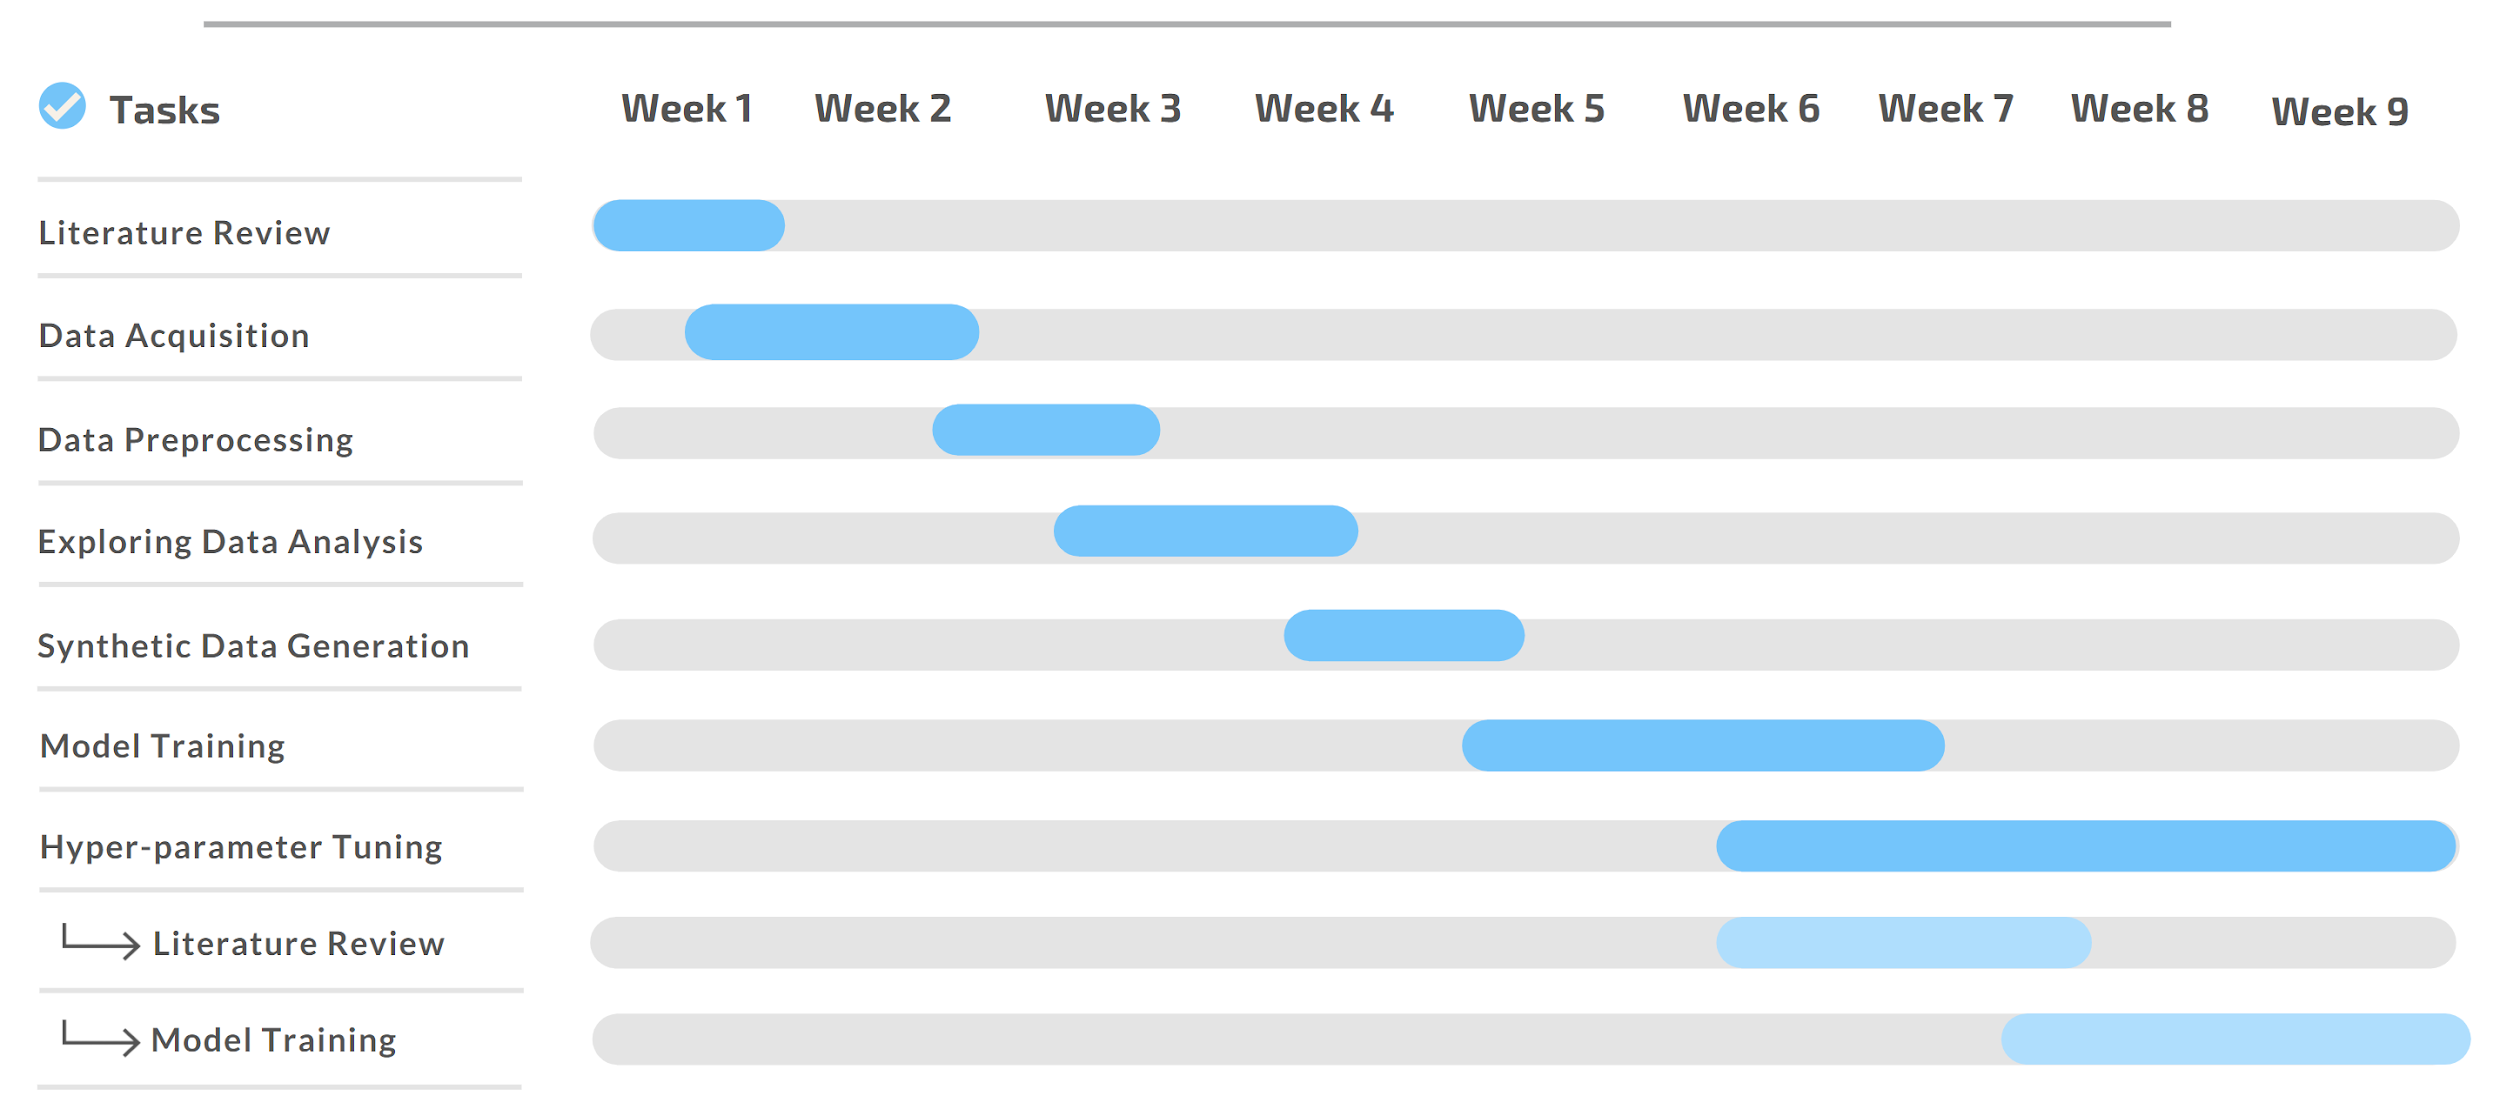 Tasks Week 1 Week 2 Week 3 Week 4 Week 5 Week 6 Week 7 Week 8 Week 9
Literature Review
Data Acquisition
Data Preprocessing
Exploring Data Analysis
Synthetic Data Generation
Model Training
Hyper-parameter Tuning
Literature Review
Model Training